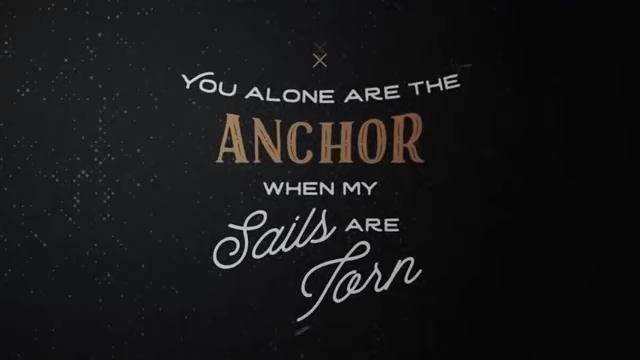 YOU ALONE ARE THE
ANCHOR
WHEN MY
Sails ARE
Torn